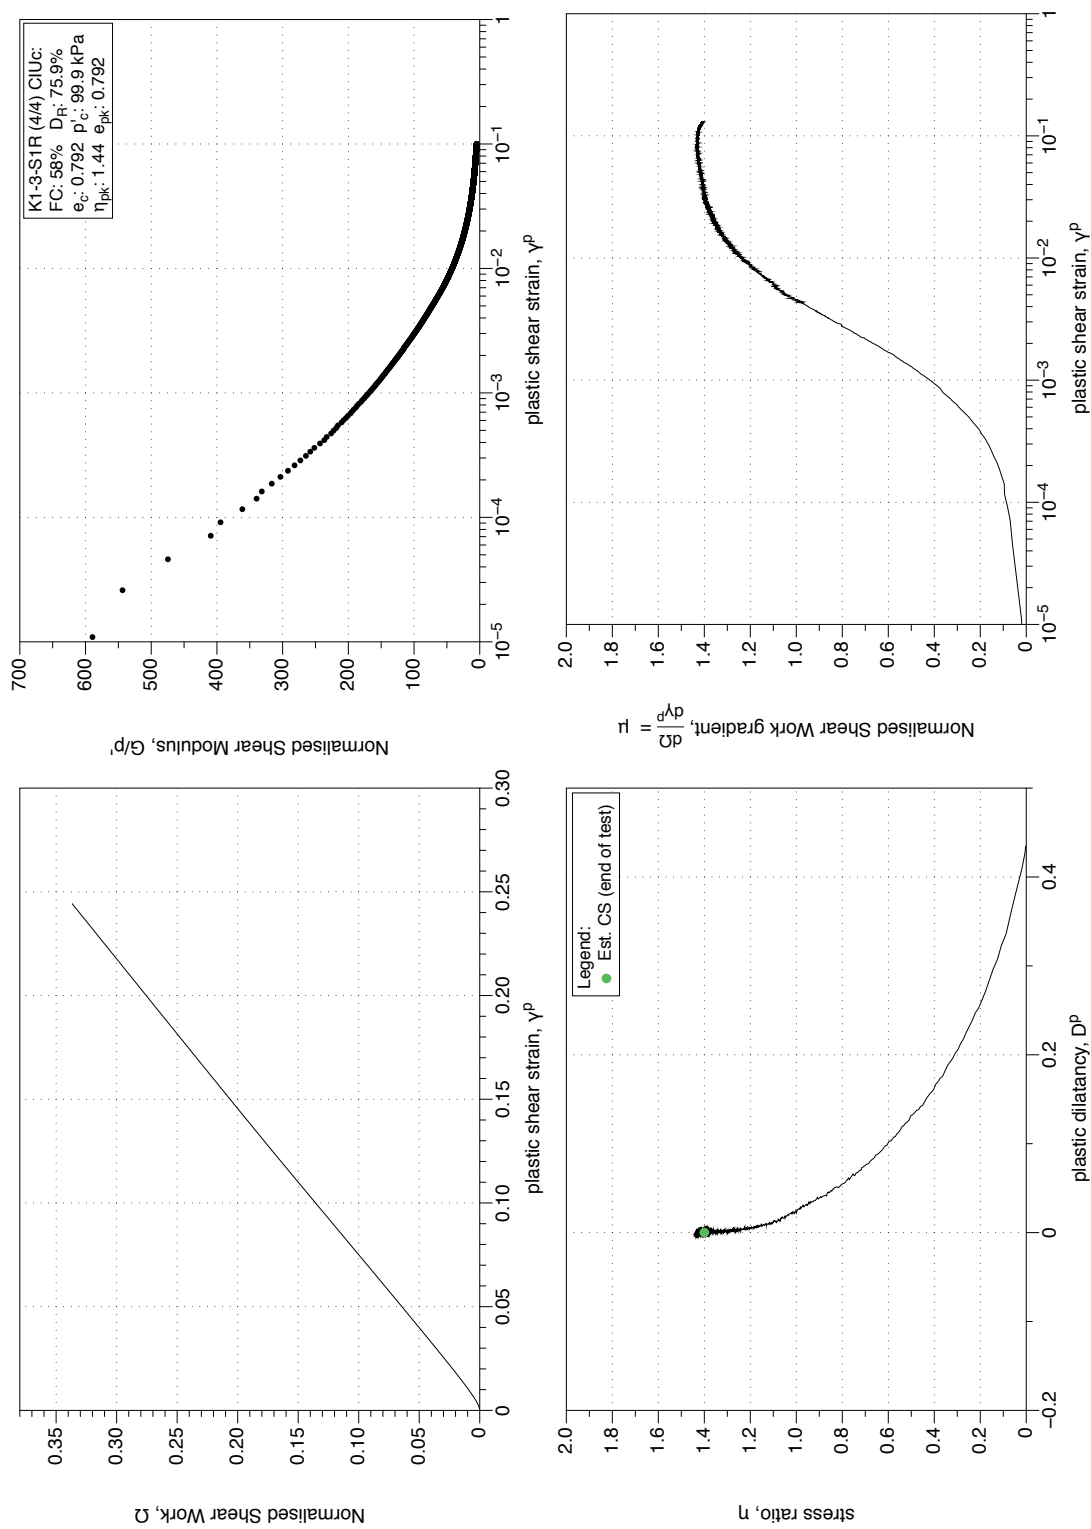 Normalised Shear Work, Ω
0.35
0.30
0.25
0.20
0.15
0.10
0.05
0
0 0.05 0.10 0.15 0.20 0.25 0.30
plastic shear strain, γᵖ
Normalised Shear Modulus, G/p'
700
600
500
400
300
200
100
0
10⁻⁵ 10⁻⁴ 10⁻³ 10⁻² 10⁻¹ 1
plastic shear strain, γᵖ
K1-3-S1R (4/4) CIUc:
FC: 58% D_R: 75.9%
e_c: 0.792 p'_c: 99.9 kPa
η_pk: 1.44 e_pk: 0.792
stress ratio, η
2.0
1.8
1.6
1.4
1.2
1.0
0.8
0.6
0.4
0.2
0
−0.2 0 0.2 0.4
plastic dilatancy, Dᵖ
Legend:
Est. CS (end of test)
Normalised Shear Work gradient, dΩ/dγᵖ = μ
2.0
1.8
1.6
1.4
1.2
1.0
0.8
0.6
0.4
0.2
0
10⁻⁵ 10⁻⁴ 10⁻³ 10⁻² 10⁻¹ 1
plastic shear strain, γᵖ